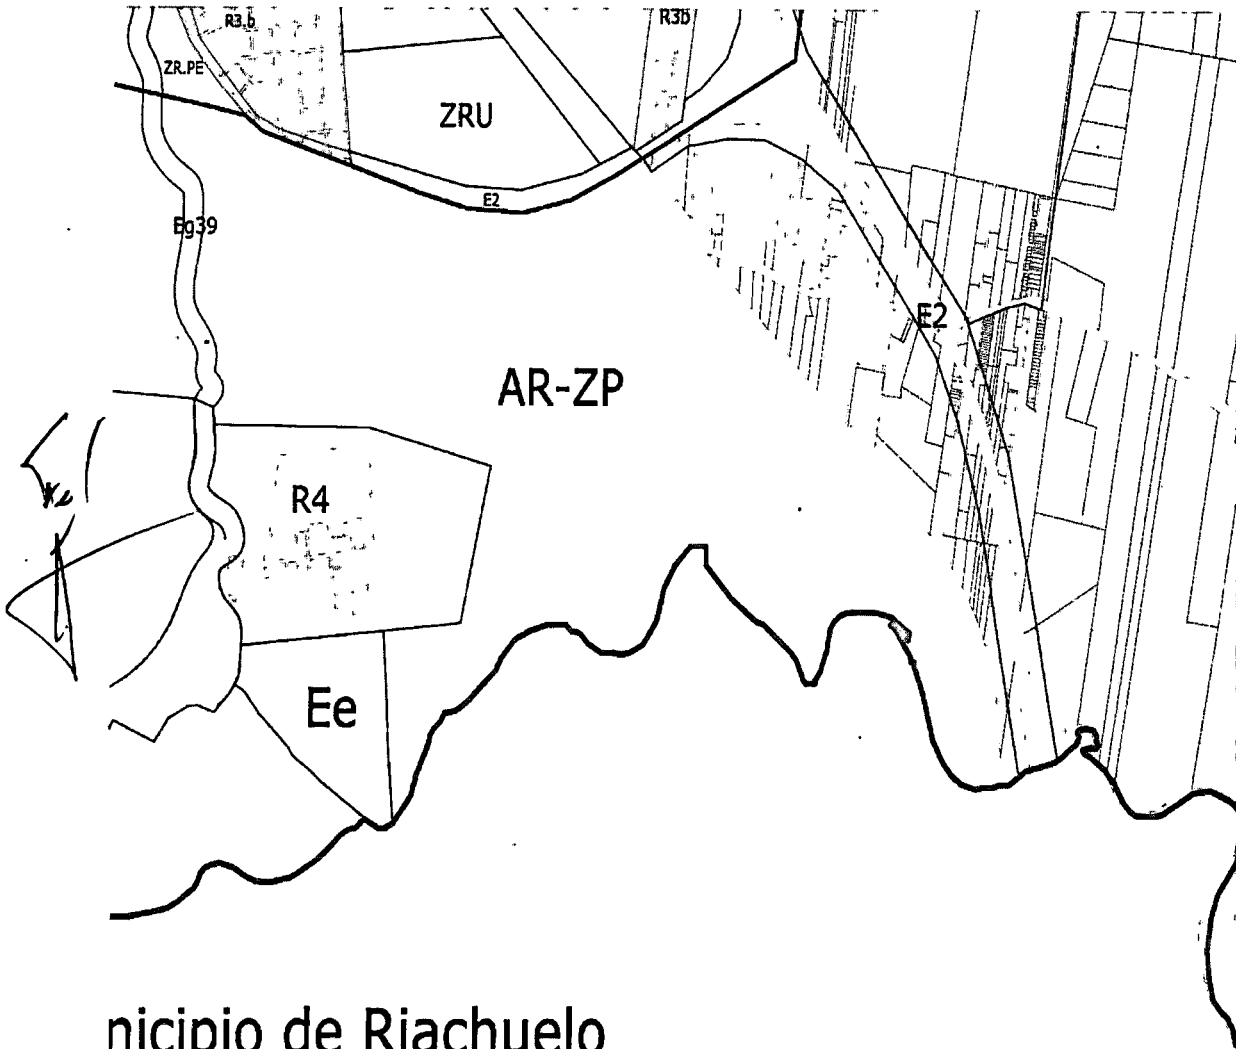 R3.b
R3b
ZR.PE
ZRU
E2
Eg39
E2
AR-ZP
R4
Ee
nicipio de Riachuelo